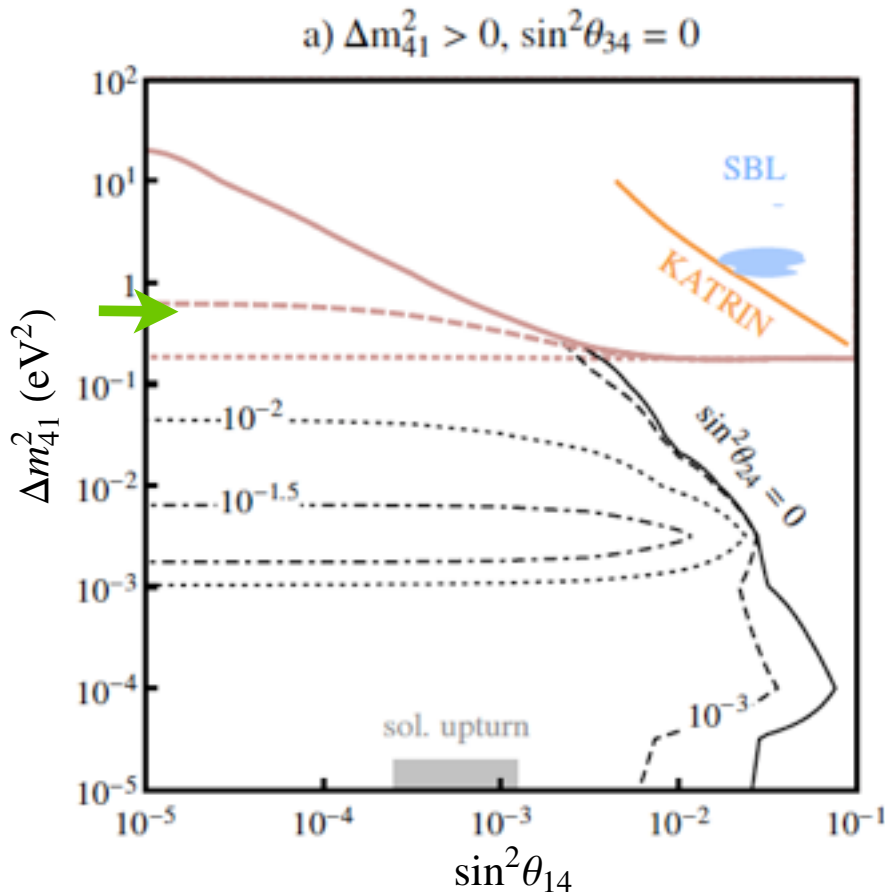 a) Δm²₄₁ > 0, sin²θ₃₄ = 0
10²
10¹
1
10⁻¹
10⁻²
10⁻³
10⁻⁴
10⁻⁵
Δm²₄₁ (eV²)
SBL
KATRIN
sin²θ₂₄ = 0
10⁻²
10⁻¹·⁵
10⁻³
sol. upturn
10⁻⁵ 10⁻⁴ 10⁻³ 10⁻² 10⁻¹
sin²θ₁₄